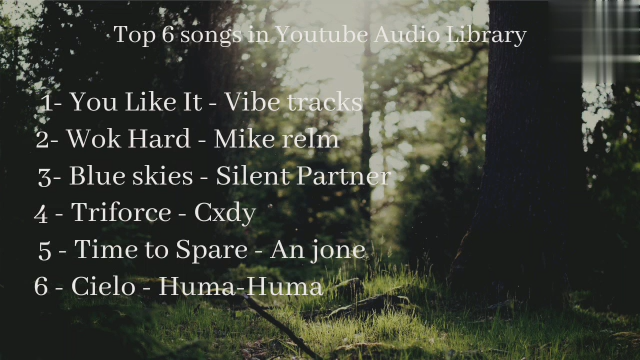 Top 6 songs in Youtube Audio Library
1- You Like It - Vibe tracks
2- Wok Hard - Mike relm
3- Blue skies - Silent Partner
4 - Triforce - Cxdy
5 - Time to Spare - An jone
6 - Cielo - Huma-Huma